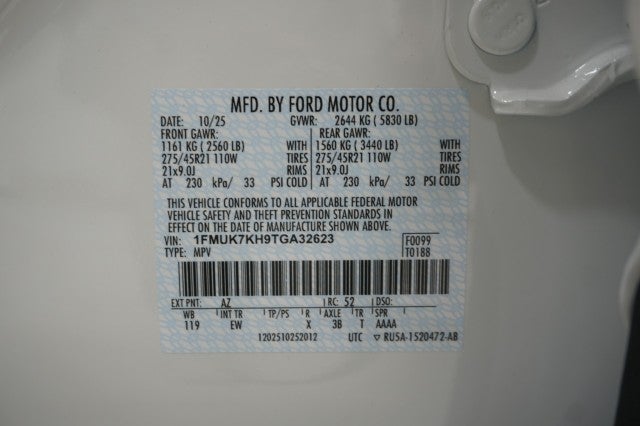 MFD. BY FORD MOTOR CO.
DATE: 10/25 GVWR: 2644 KG ( 5830 LB)
FRONT GAWR: REAR GAWR:
1161 KG ( 2560 LB) WITH 1560 KG ( 3440 LB) WITH
275/45R21 110W TIRES 275/45R21 110W TIRES
21x9.0J RIMS 21x9.0J RIMS
AT 230 kPa/ 33 PSI COLD AT 230 kPa/ 33 PSI COLD
THIS VEHICLE CONFORMS TO ALL APPLICABLE FEDERAL MOTOR
VEHICLE SAFETY AND THEFT PREVENTION STANDARDS IN
EFFECT ON THE DATE OF MANUFACTURE SHOWN ABOVE.
VIN: 1FMUK7KH9TGA32623 F0099
TYPE: MPV T0188
EXT PNT: AZ RC: 52 DSO:
WB INT TR TP/PS R AXLE TR SPR
119 EW X 3B T AAAA
1202510252012 UTC ▽ RU5A-1520472-AB